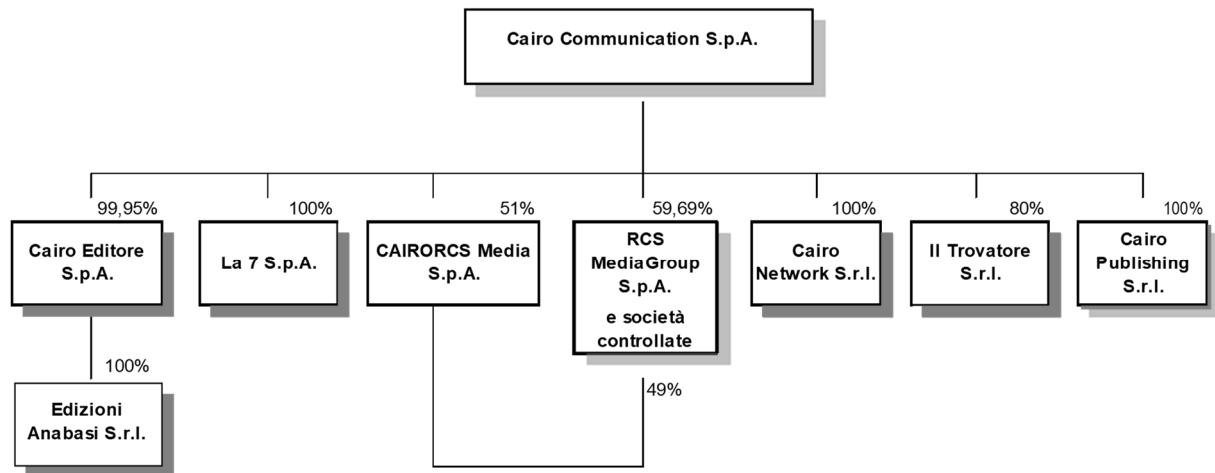 Cairo Communication S.p.A.
99,95%
100%
51%
59,69%
100%
80%
100%
Cairo Editore
S.p.A.
La 7 S.p.A.
CAIRORCS Media
S.p.A.
RCS
MediaGroup
S.p.A.
e società
controllate
Cairo
Network S.r.l.
Il Trovatore
S.r.l.
Cairo
Publishing
S.r.l.
100%
49%
Edizioni
Anabasi S.r.l.